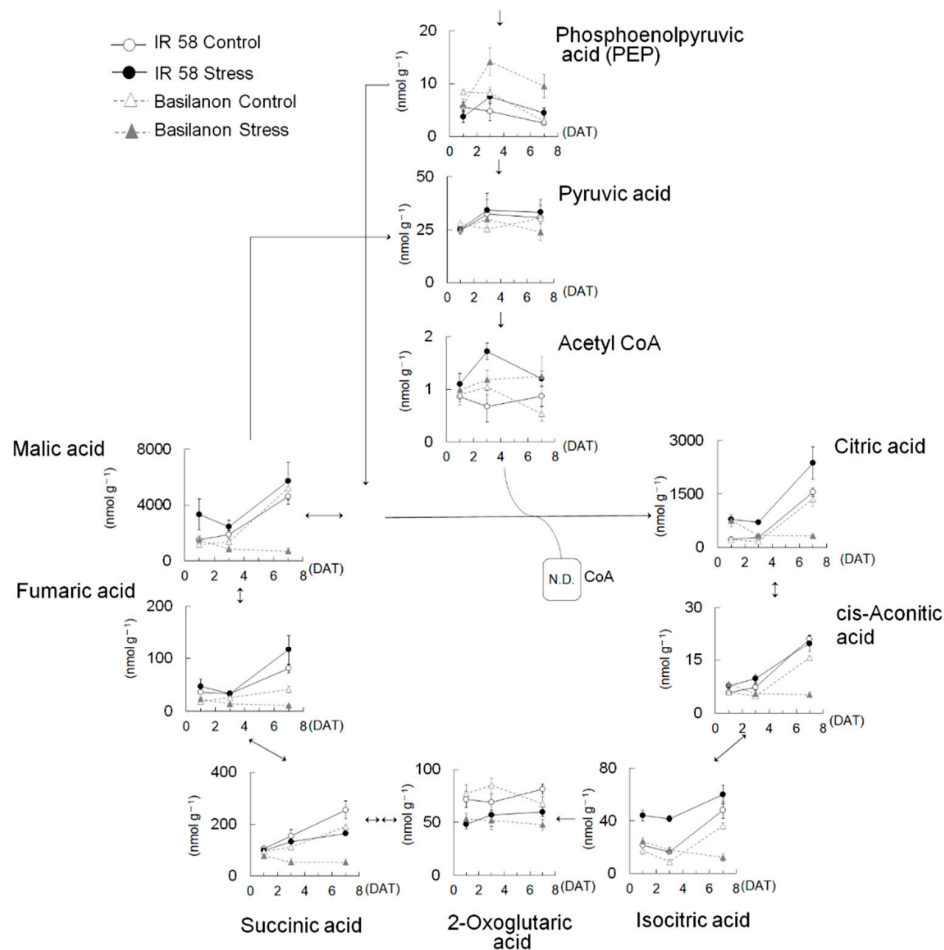 IR 58 Control
IR 58 Stress
Basilanon Control
Basilanon Stress
Phosphoenolpyruvic
acid (PEP)
(nmol g⁻¹)
20
10
0
0 2 4 6 8 (DAT)
Pyruvic acid
(nmol g⁻¹)
50
25
0
0 2 4 6 8 (DAT)
Acetyl CoA
(nmol g⁻¹)
2
1
0
0 2 4 6 8 (DAT)
Malic acid
(nmol g⁻¹)
8000
4000
0
0 2 4 6 8 (DAT)
Citric acid
(nmol g⁻¹)
3000
1500
0
0 2 4 6 8 (DAT)
N.D. CoA
Fumaric acid
(nmol g⁻¹)
200
100
0
0 2 4 6 8 (DAT)
cis-Aconitic
acid
(nmol g⁻¹)
30
15
0
0 2 4 6 8 (DAT)
(nmol g⁻¹)
400
200
0
0 2 4 6 8 (DAT)
Succinic acid
(nmol g⁻¹)
100
50
0
0 2 4 6 8 (DAT)
2-Oxoglutaric
acid
(nmol g⁻¹)
80
40
0
0 2 4 6 8 (DAT)
Isocitric acid